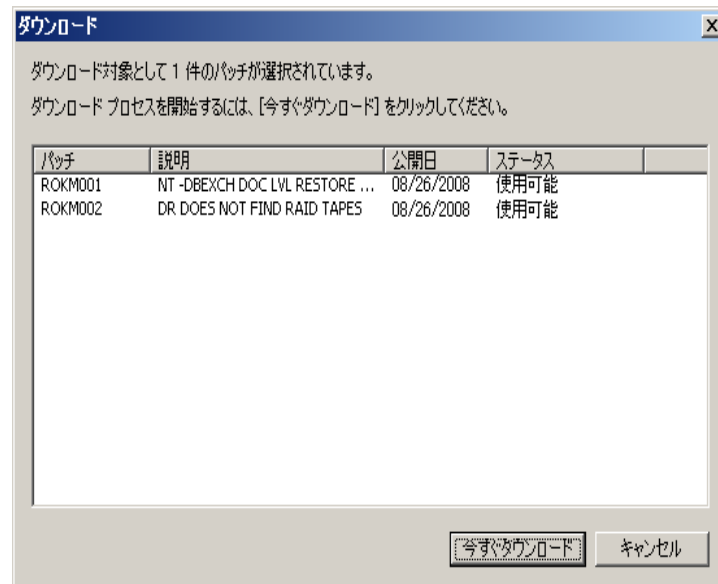 ダウンロード
ダウンロード対象として 1 件のパッチが選択されています。
ダウンロード プロセスを開始するには、[今すぐダウンロード] をクリックしてください。
パッチ 説明 公開日 ステータス
ROKM001 NT -DBEXCH DOC LVL RESTORE ... 08/26/2008 使用可能
ROKM002 DR DOES NOT FIND RAID TAPES 08/26/2008 使用可能
今すぐダウンロード キャンセル